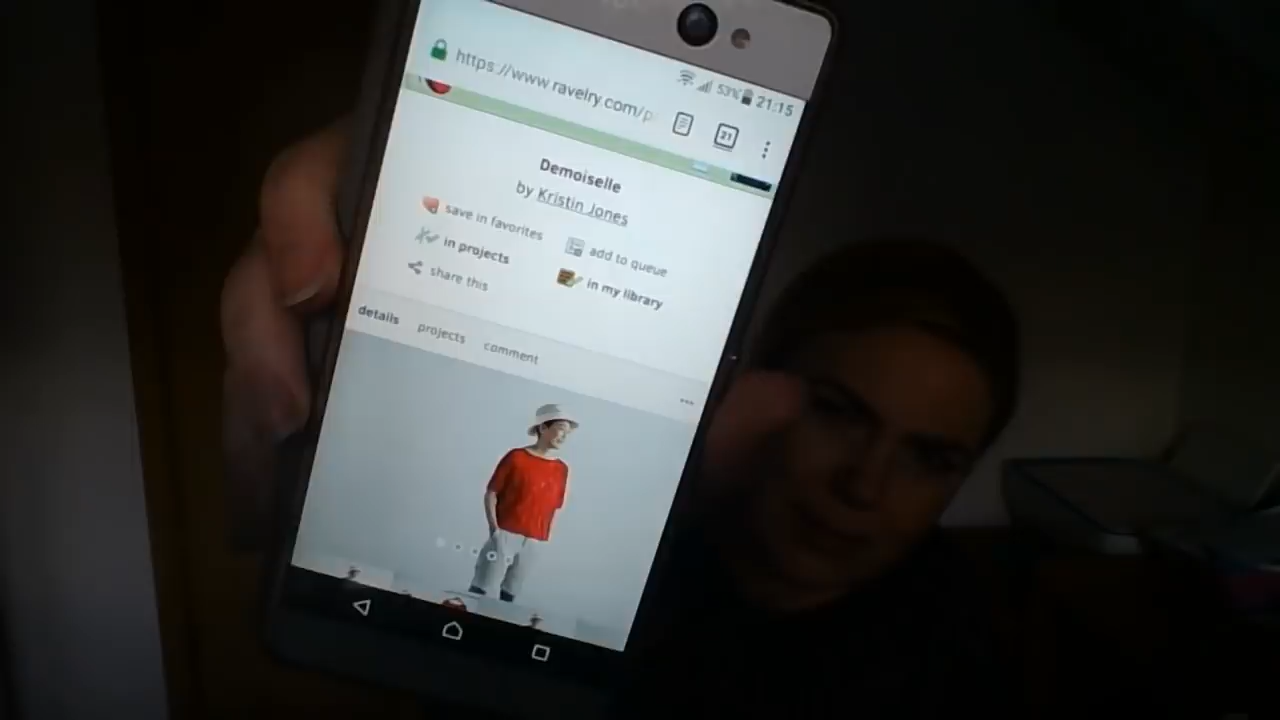 https://www.ravelry.com/p
53% 21:15
21
Demoiselle
by Kristin Jones
save in favorites
add to queue
in projects
in my library
share this
details projects comment